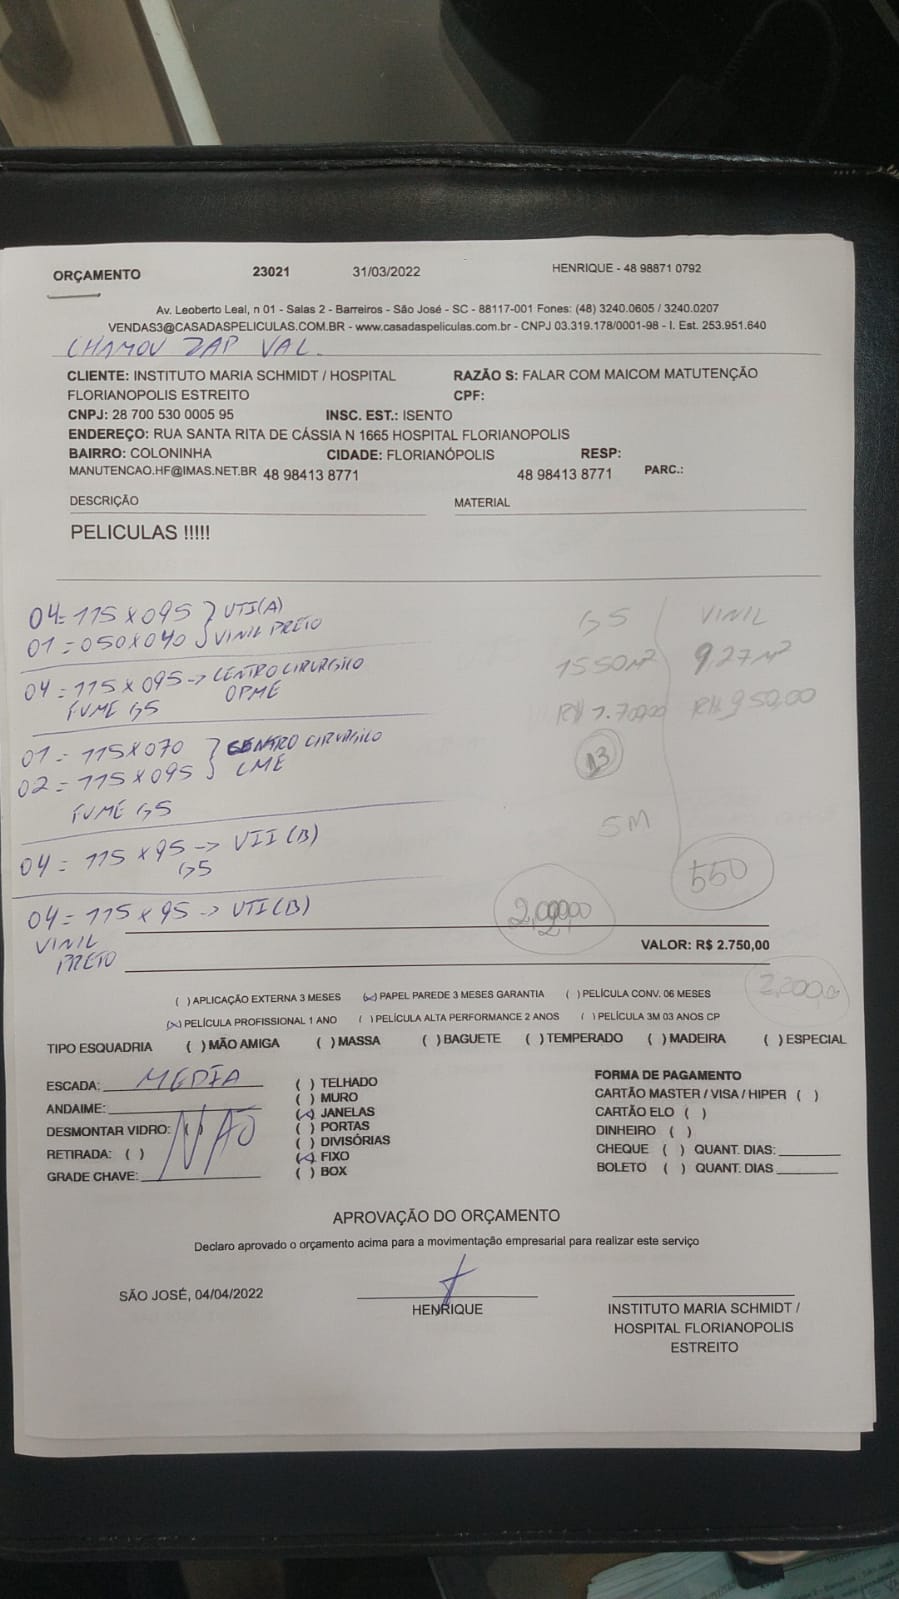 ORÇAMENTO 23021 31/03/2022 HENRIQUE - 48 98871 0792
Av. Leoberto Leal, n 01 - Salas 2 - Barreiros - São José - SC - 88117-001 Fones: (48) 3240.0605 / 3240.0207
VENDAS3@CASADASPELICULAS.COM.BR - www.casadaspeliculas.com.br - CNPJ 03.319.178/0001-98 - I. Est. 253.951.640
CHAMOU ZAP VAL.
CLIENTE: INSTITUTO MARIA SCHMIDT / HOSPITAL RAZÃO S: FALAR COM MAICOM MATUTENÇÃO
FLORIANOPOLIS ESTREITO CPF:
CNPJ: 28 700 530 0005 95 INSC. EST.: ISENTO
ENDEREÇO: RUA SANTA RITA DE CÁSSIA N 1665 HOSPITAL FLORIANOPOLIS
BAIRRO: COLONINHA CIDADE: FLORIANÓPOLIS RESP:
MANUTENCAO.HF@IMAS.NET.BR 48 98413 8771 48 98413 8771 PARC.:
DESCRIÇÃO MATERIAL
PELICULAS !!!!!
04 = 115 x 095 } UTI(A) G5 VINIL
01 = 050 x 040 } VINIL PRETO
04 = 115 x 095 -> CENTRO CIRURGICO 1550M² 9,27M²
FUME G5 OPME
R$ 950,00
01 = 115 x 070 } CENTRO CIRURGICO
02 = 115 x 095 } CME 13
FUME G5
5M
04 = 115 x 95 -> UTI (B)
G5 550
04 = 115 x 95 -> UTI(B)
VINIL
PRETO
VALOR: R$ 2.750,00
( ) APLICAÇÃO EXTERNA 3 MESES (x) PAPEL PAREDE 3 MESES GARANTIA ( ) PELÍCULA CONV. 06 MESES
(x) PELÍCULA PROFISSIONAL 1 ANO ( ) PELÍCULA ALTA PERFORMANCE 2 ANOS ( ) PELÍCULA 3M 03 ANOS CP
TIPO ESQUADRIA ( ) MÃO AMIGA ( ) MASSA ( ) BAGUETE ( ) TEMPERADO ( ) MADEIRA ( ) ESPECIAL
ESCADA: MEDIA ( ) TELHADO FORMA DE PAGAMENTO
( ) MURO CARTÃO MASTER / VISA / HIPER ( )
ANDAIME: (x) JANELAS CARTÃO ELO ( )
DESMONTAR VIDRO: ( ) NÃO ( ) PORTAS DINHEIRO ( )
RETIRADA: ( ) ( ) DIVISÓRIAS CHEQUE ( ) QUANT. DIAS:
(x) FIXO
GRADE CHAVE: ( ) BOX BOLETO ( ) QUANT. DIAS
APROVAÇÃO DO ORÇAMENTO
Declaro aprovado o orçamento acima para a movimentação empresarial para realizar este serviço
SÃO JOSÉ, 04/04/2022
HENRIQUE INSTITUTO MARIA SCHMIDT /
HOSPITAL FLORIANOPOLIS
ESTREITO